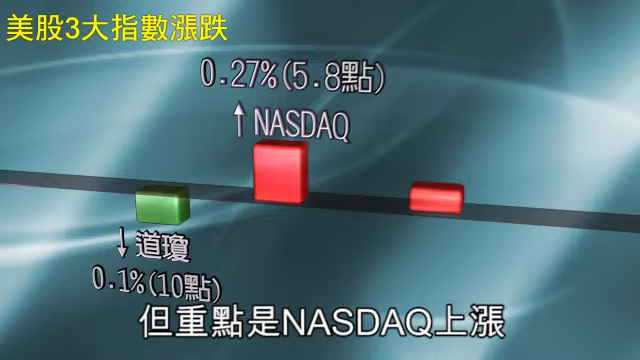 美股3大指數漲跌
0.27%(5.8點)
↑NASDAQ
↓道瓊
0.1%(10點)
但重點是NASDAQ上漲